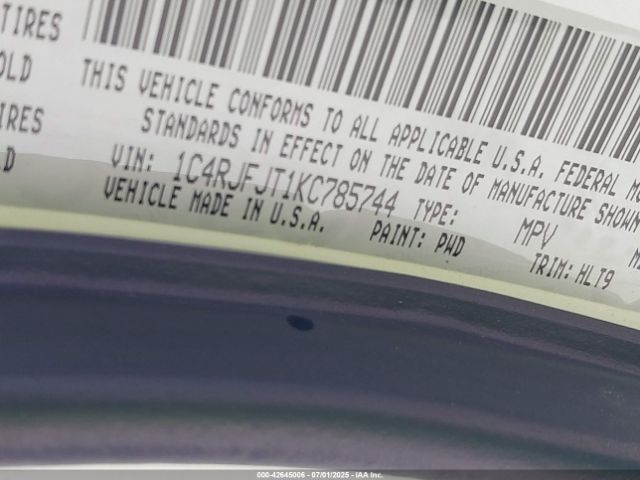 TIRES
OLD
IRES
D
THIS VEHICLE CONFORMS TO ALL APPLICABLE U.S.A. FEDERAL MO
STANDARDS IN EFFECT ON THE DATE OF MANUFACTURE SHOWN
VIN: 1C4RJFJT1KC785744 TYPE: MPV
VEHICLE MADE IN U.S.A. PAINT: PWD TRIM: HLT9
000-42645006 - 07/01/2025 - IAA Inc.